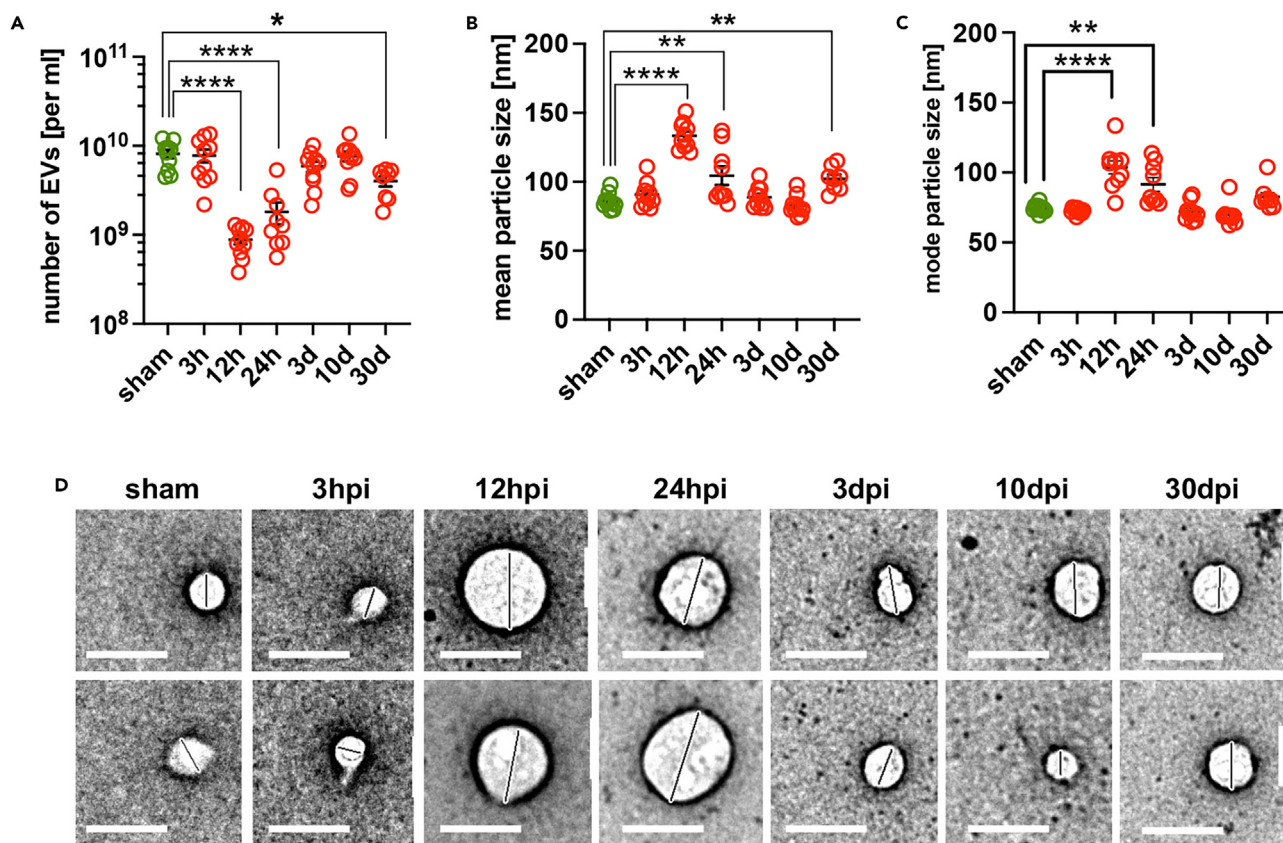 A
*
****
****
number of EVs [per ml]
10¹¹
10¹⁰
10⁹
10⁸
sham
3h
12h
24h
3d
10d
30d
B
**
**
****
mean particle size [nm]
200
150
100
50
0
sham
3h
12h
24h
3d
10d
30d
C
**
****
mode particle size [nm]
200
150
100
50
0
sham
3h
12h
24h
3d
10d
30d
D
sham
3hpi
12hpi
24hpi
3dpi
10dpi
30dpi